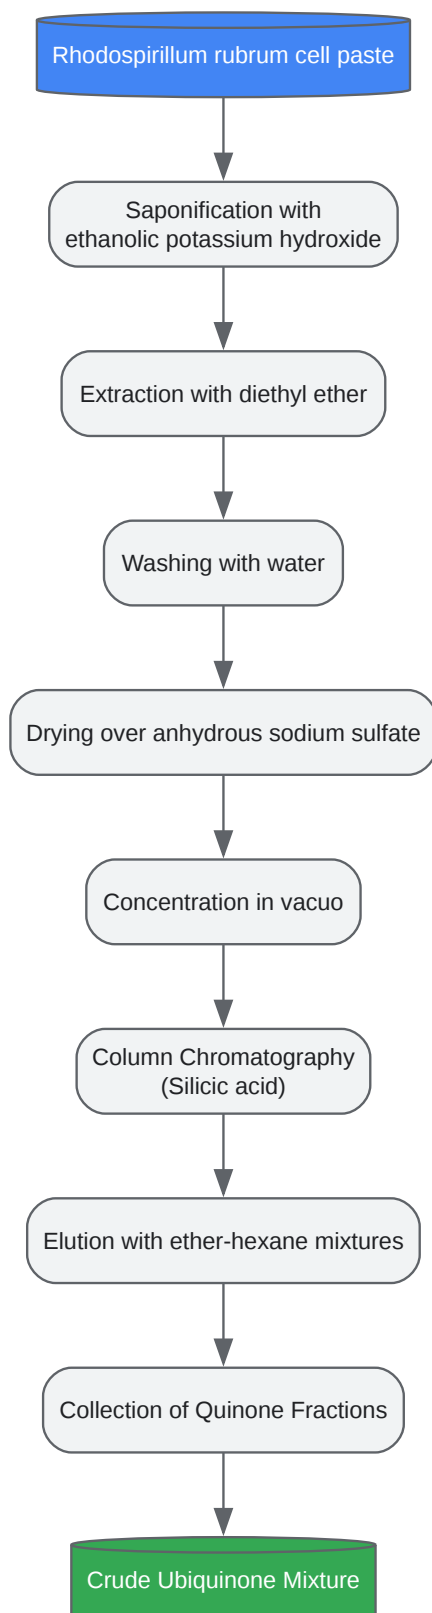 Rhodospirillum rubrum cell paste
Saponification with
ethanolic potassium hydroxide
Extraction with diethyl ether
Washing with water
Drying over anhydrous sodium sulfate
Concentration in vacuo
Column Chromatography
(Silicic acid)
Elution with ether-hexane mixtures
Collection of Quinone Fractions
Crude Ubiquinone Mixture